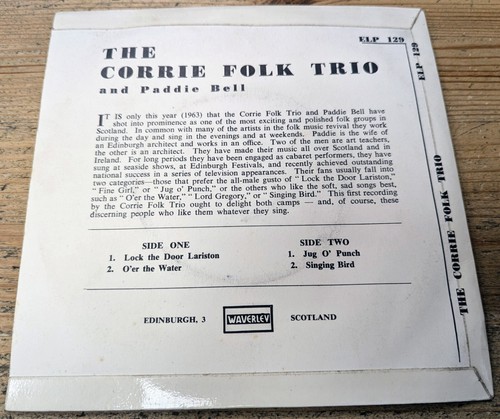 ELP 129
THE
CORRIE FOLK TRIO
and Paddie Bell
IT IS only this year (1963) that the Corrie Folk Trio and Paddie Bell have
shot into prominence as one of the most exciting and polished folk groups in
Scotland. In common with many of the artists in the folk music revival they work
during the day and sing in the evenings and at weekends. Paddie is the wife of
an Edinburgh architect and works in an office. Two of the men are art teachers,
the other is an architect. They have made their music all over Scotland and in
Ireland. For long periods they have been engaged as cabaret performers, they have
sung at seaside shows, at Edinburgh Festivals, and recently achieved outstanding
national success in a series of television appearances. Their fans usually fall into
two categories—those that prefer the all-male gusto of "Lock the Door Lariston,"
"Fine Girl," or "Jug o' Punch," or the others who like the soft, sad songs best,
such as "O'er the Water," "Lord Gregory," or "Singing Bird." This first recording
by the Corrie Folk Trio ought to delight both camps — and, of course, these
discerning people who like them whatever they sing.
SIDE ONE
1. Lock the Door Lariston
2. O'er the Water
SIDE TWO
1. Jug O' Punch
2. Singing Bird
EDINBURGH, 3 WAVERLEY SCOTLAND
ELP 129
THE CORRIE FOLK TRIO